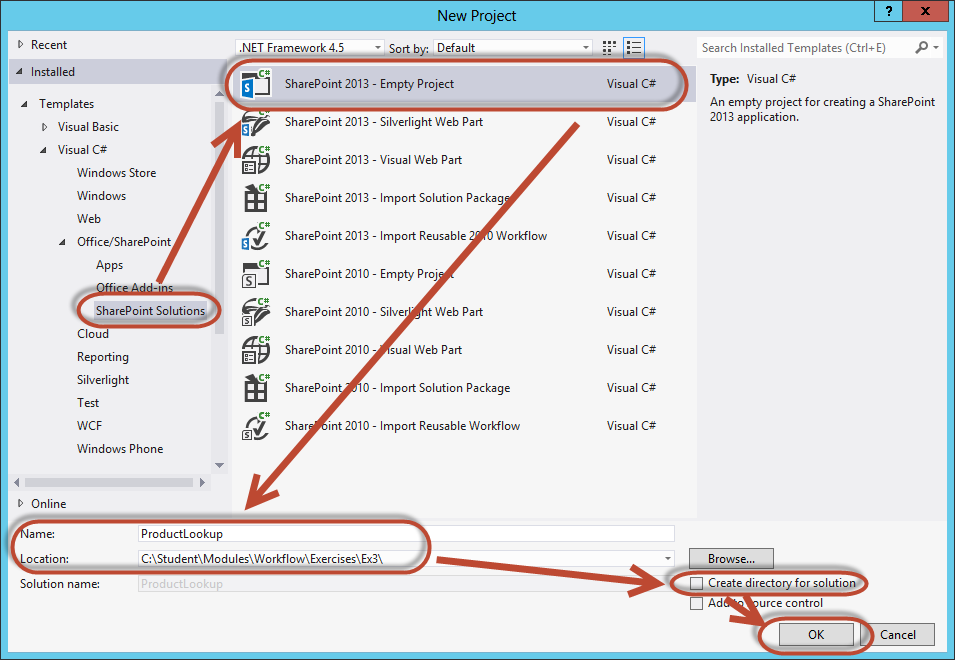 New Project
?
x
Recent
.NET Framework 4.5
Sort by:
Default
Search Installed Templates (Ctrl+E)
Installed
Templates
Visual Basic
Visual C#
Windows Store
Windows
Web
Office/SharePoint
Apps
Office Add-ins
SharePoint Solutions
Cloud
Reporting
Silverlight
Test
WCF
Windows Phone
Online
C# SharePoint 2013 - Empty Project Visual C#
C# SharePoint 2013 - Silverlight Web Part Visual C#
C# SharePoint 2013 - Visual Web Part Visual C#
C# SharePoint 2013 - Import Solution Package Visual C#
C# SharePoint 2013 - Import Reusable 2010 Workflow Visual C#
C# SharePoint 2010 - Empty Project Visual C#
C# SharePoint 2010 - Silverlight Web Part Visual C#
C# SharePoint 2010 - Visual Web Part Visual C#
C# SharePoint 2010 - Import Solution Package Visual C#
C# SharePoint 2010 - Import Reusable Workflow Visual C#
Type: Visual C#
An empty project for creating a SharePoint
2013 application.
Name: ProductLookup
Location: C:\Student\Modules\Workflow\Exercises\Ex3\
Browse...
Solution name: ProductLookup
Create directory for solution
Add to source control
OK
Cancel